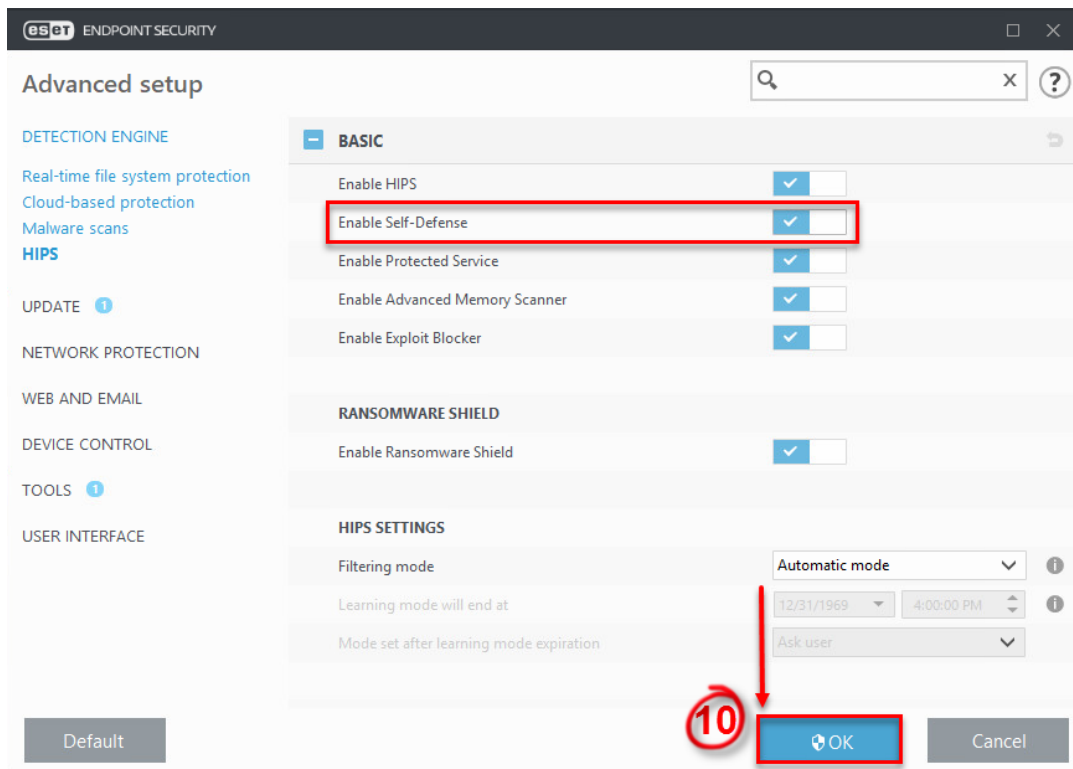 eset ENDPOINT SECURITY
Advanced setup
x
?
DETECTION ENGINE
Real-time file system protection
Cloud-based protection
Malware scans
HIPS
UPDATE 1
NETWORK PROTECTION
WEB AND EMAIL
DEVICE CONTROL
TOOLS 1
USER INTERFACE
BASIC
Enable HIPS
Enable Self-Defense
Enable Protected Service
Enable Advanced Memory Scanner
Enable Exploit Blocker
RANSOMWARE SHIELD
Enable Ransomware Shield
HIPS SETTINGS
Filtering mode Automatic mode
Learning mode will end at 12/31/1969 4:00:00 PM
Mode set after learning mode expiration Ask user
Default
10
OK
Cancel